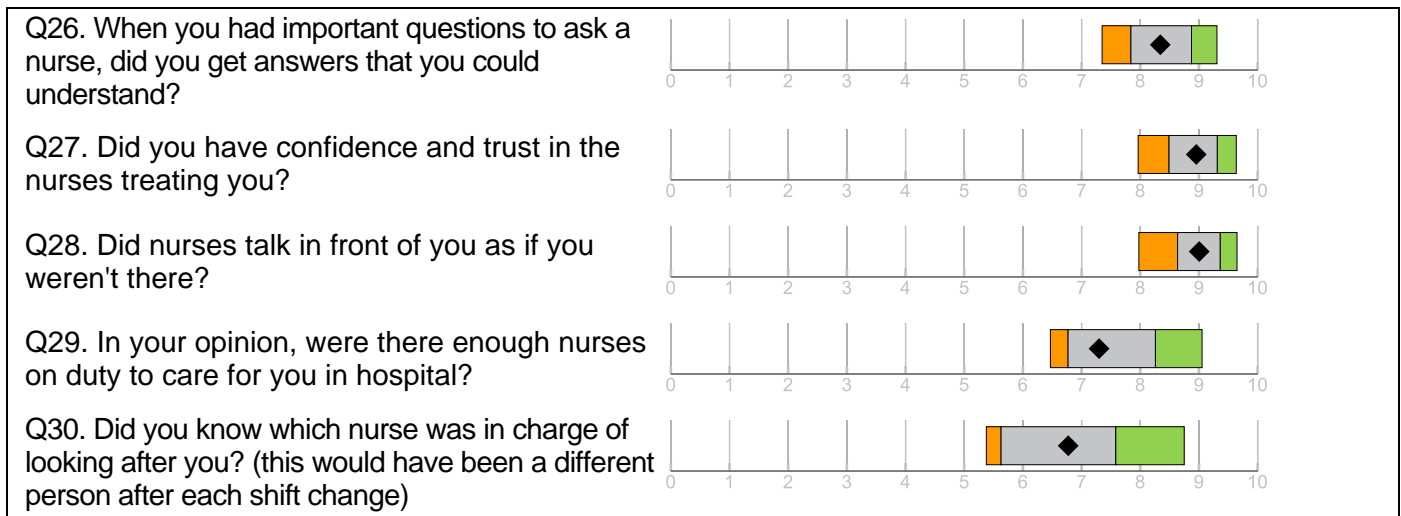 Q26. When you had important questions to ask a
nurse, did you get answers that you could
understand?
0 1 2 3 4 5 6 7 8 9 10
Q27. Did you have confidence and trust in the
nurses treating you?
0 1 2 3 4 5 6 7 8 9 10
Q28. Did nurses talk in front of you as if you
weren't there?
0 1 2 3 4 5 6 7 8 9 10
Q29. In your opinion, were there enough nurses
on duty to care for you in hospital?
0 1 2 3 4 5 6 7 8 9 10
Q30. Did you know which nurse was in charge of
looking after you? (this would have been a different
person after each shift change)
0 1 2 3 4 5 6 7 8 9 10